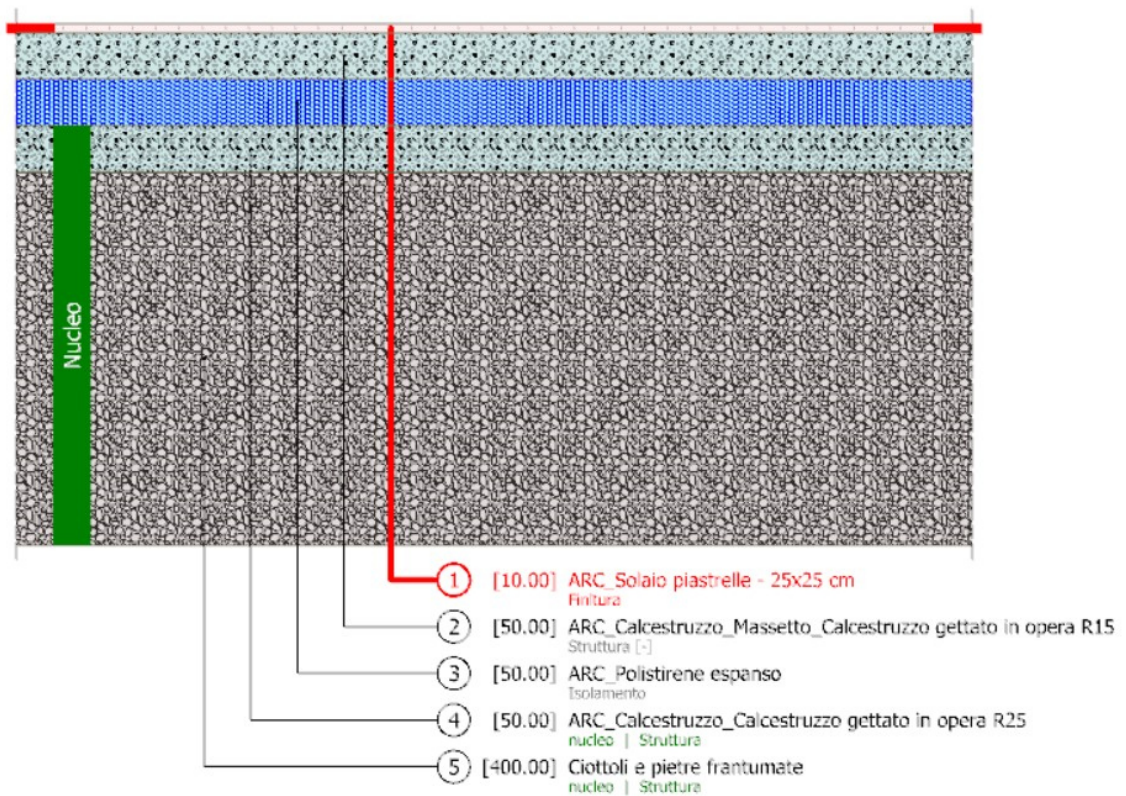 Nucleo
1 [10.00] ARC_Solaio piastrelle - 25x25 cm
Finitura
2 [50.00] ARC_Calcestruzzo_Massetto_Calcestruzzo gettato in opera R15
Struttura [-]
3 [50.00] ARC_Polistirene espanso
Isolamento
4 [50.00] ARC_Calcestruzzo_Calcestruzzo gettato in opera R25
nucleo | Struttura
5 [400.00] Ciottoli e pietre frantumate
nucleo | Struttura